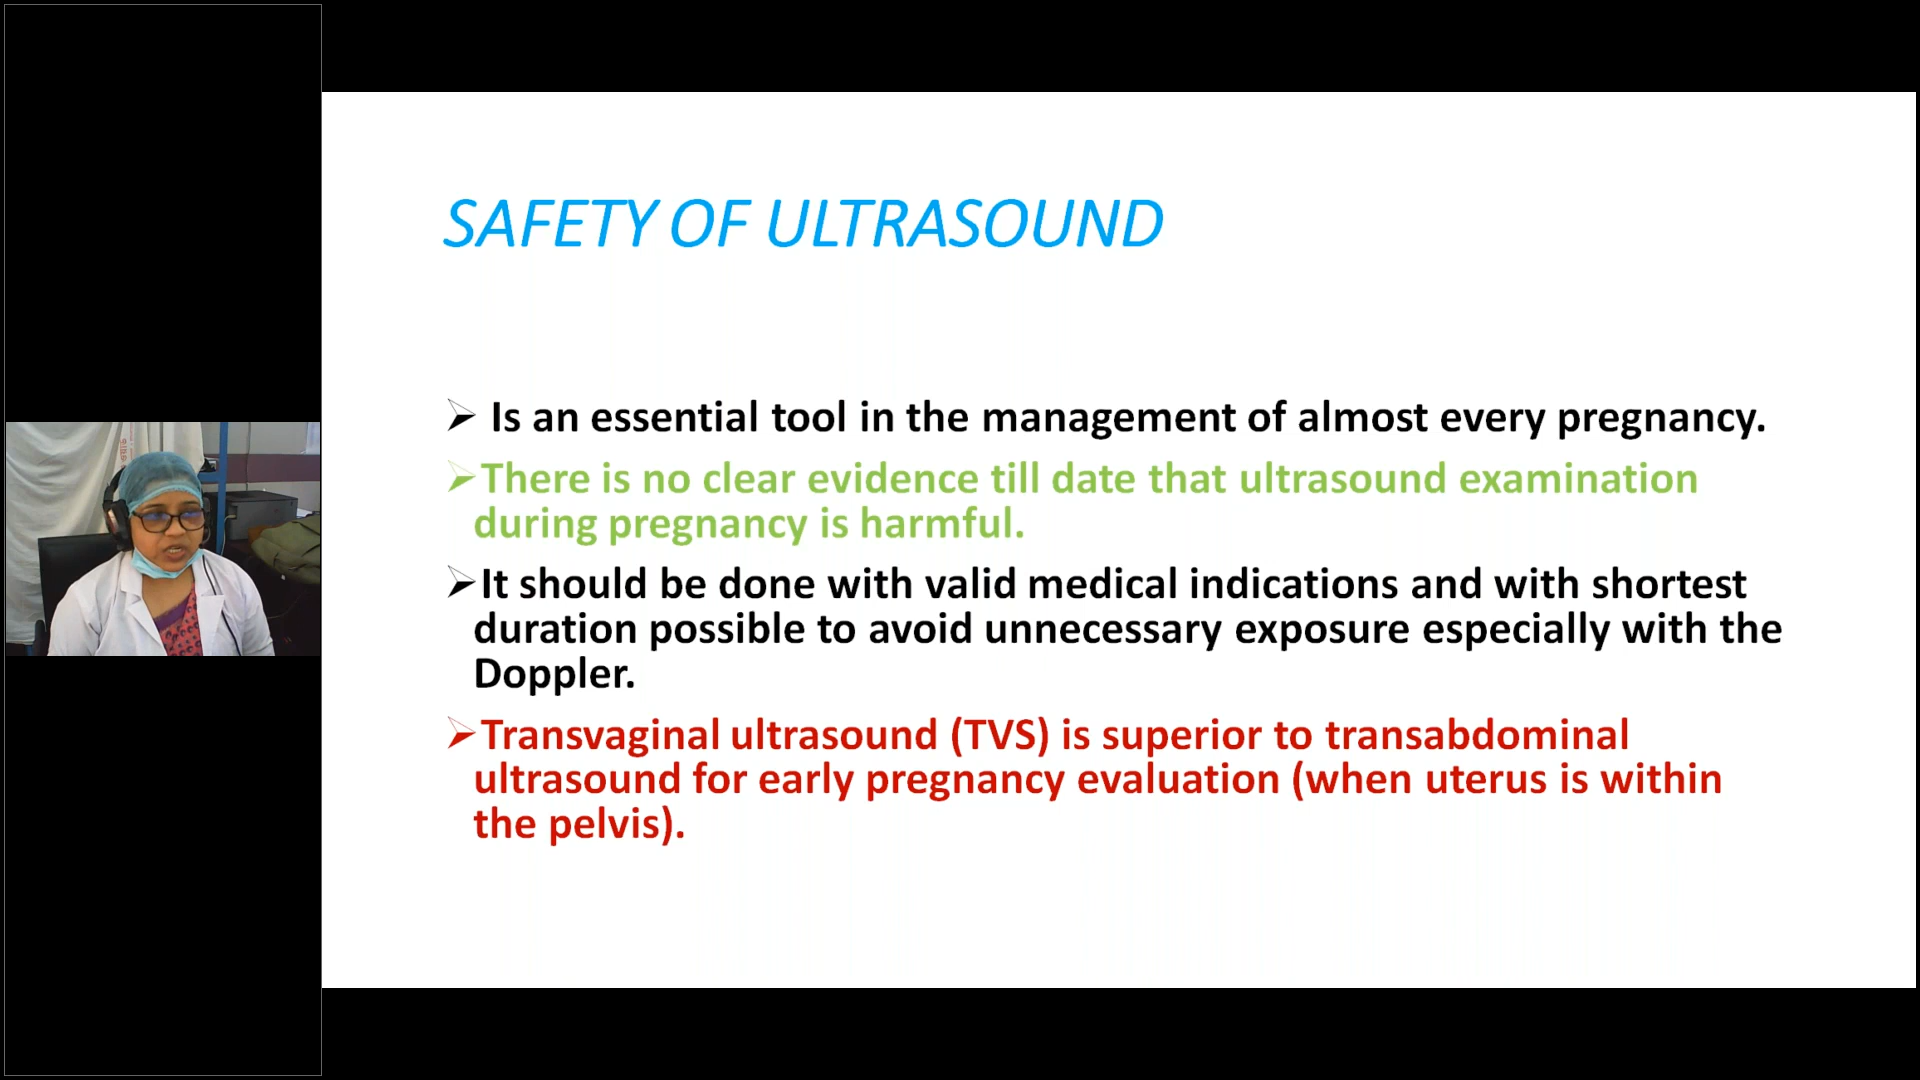 SAFETY OF ULTRASOUND
➢ Is an essential tool in the management of almost every pregnancy.
➢There is no clear evidence till date that ultrasound examination
during pregnancy is harmful.
➢It should be done with valid medical indications and with shortest
duration possible to avoid unnecessary exposure especially with the
Doppler.
➢Transvaginal ultrasound (TVS) is superior to transabdominal
ultrasound for early pregnancy evaluation (when uterus is within
the pelvis).